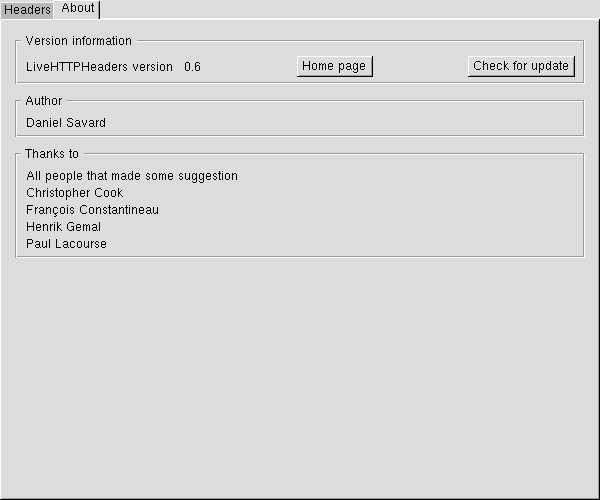 Headers About
Version information
LiveHTTPHeaders version 0.6 Home page Check for update
Author
Daniel Savard
Thanks to
All people that made some suggestion
Christopher Cook
François Constantineau
Henrik Gemal
Paul Lacourse